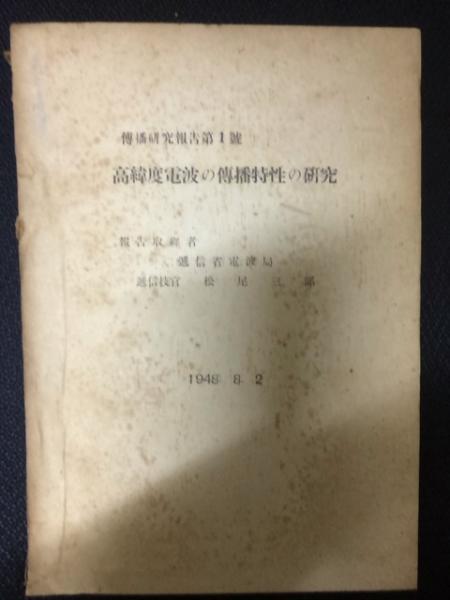 傳播研究報告第1號
高緯度電波の傳播特性の研究
報告取纏者
逓信省電波局
逓信技官 松尾三郎
1948 8 2